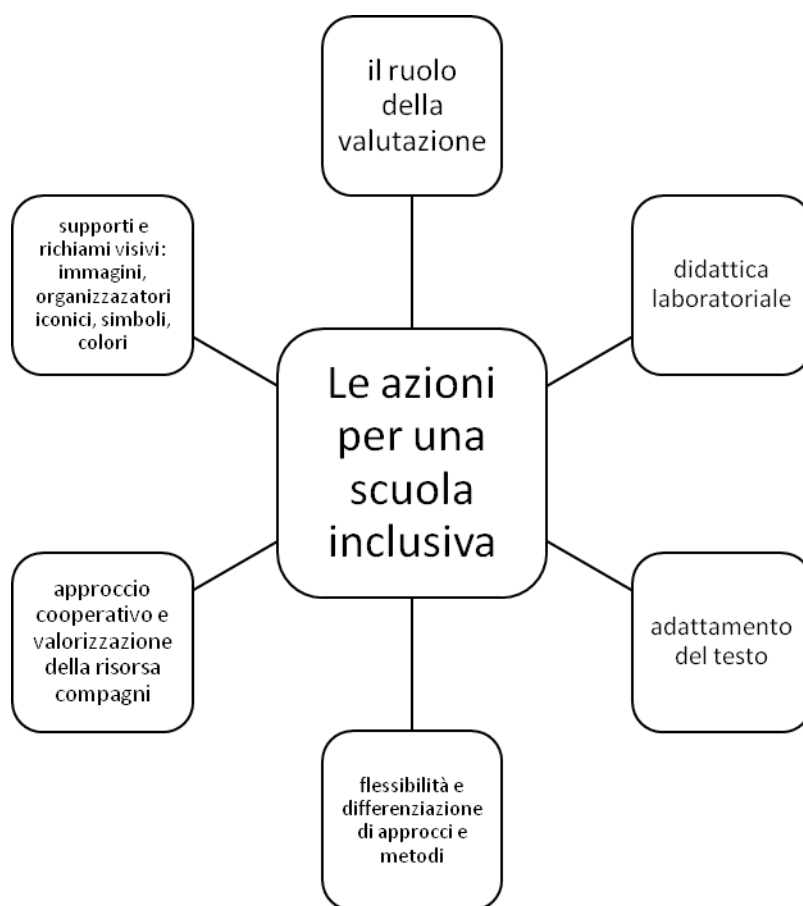 il ruolo
della
valutazione
supporti e
richiami visivi:
immagini,
organizzazatori
iconici, simboli,
colori
didattica
laboratoriale
Le azioni
per una
scuola
inclusiva
approccio
cooperativo e
valorizzazione
della risorsa
compagni
adattamento
del testo
flessibilità e
differenziazione
di approcci e
metodi